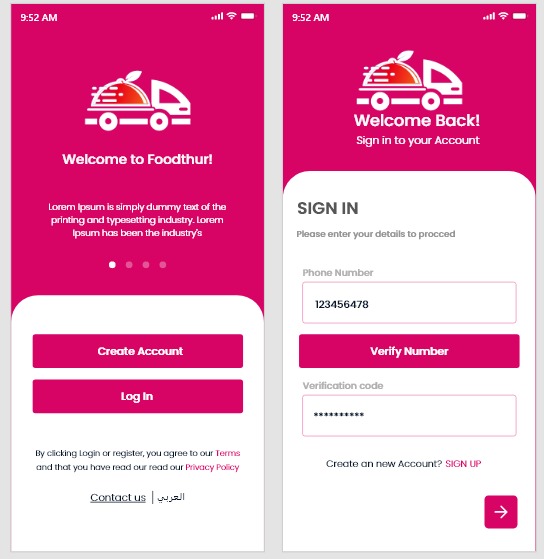 9:52 AM
Welcome to Foodthur!
Lorem Ipsum is simply dummy text of the
printing and typesetting industry. Lorem
Ipsum has been the industry's
Create Account
Log In
By clicking Login or register, you agree to our Terms
and that you have read our read our Privacy Policy
Contact us | العربي
9:52 AM
Welcome Back!
Sign in to your Account
SIGN IN
Please enter your details to procced
Phone Number
123456478
Verify Number
Verification code
**********
Create an new Account? SIGN UP